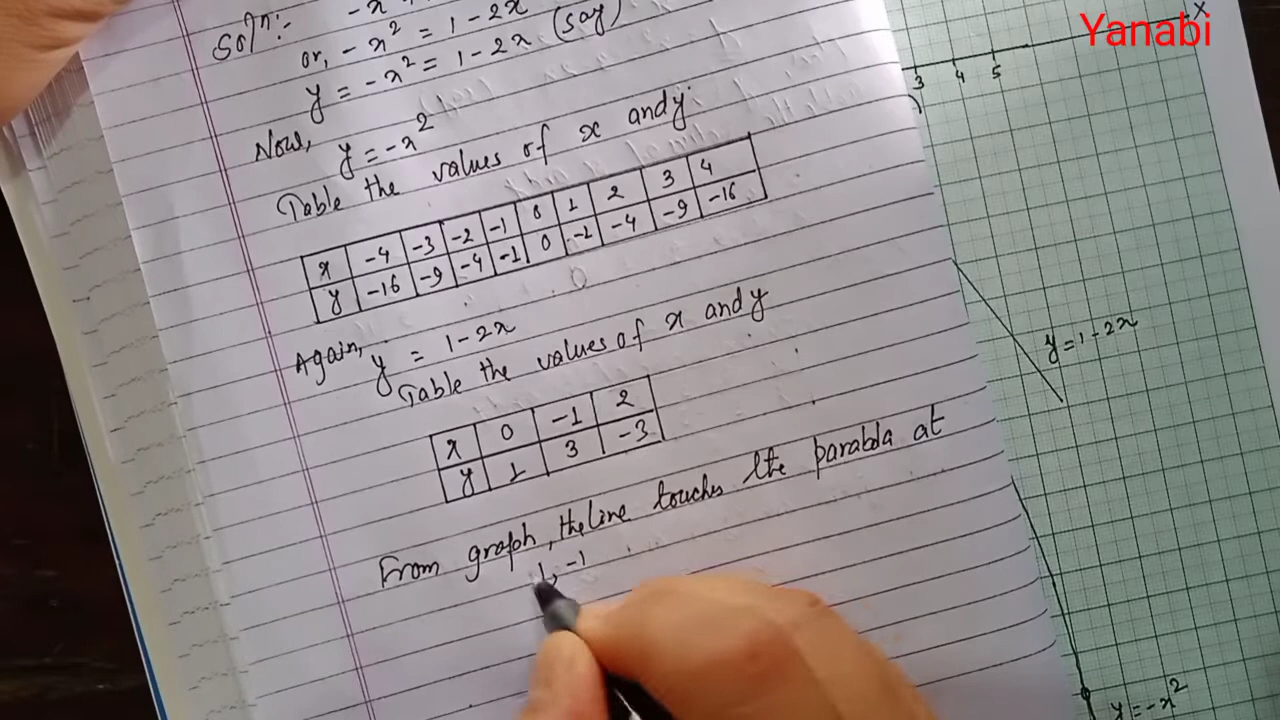 Yanabi
Solⁿ: -x
or, -x² = 1-2x
y = -x² = 1-2x (say)
Now, y = -x²
Table the values of x and y
x -4 -3 -2 -1 0 1 2 3 4
y -16 -9 -4 -1 0 -1 -4 -9 -16
Again, y = 1-2x
Table the values of x and y
x 0 -1 2
y 1 3 -3
From graph, the line touches the parabola at
1, -1
X
3 4 5
y = 1-2x
y = -x²